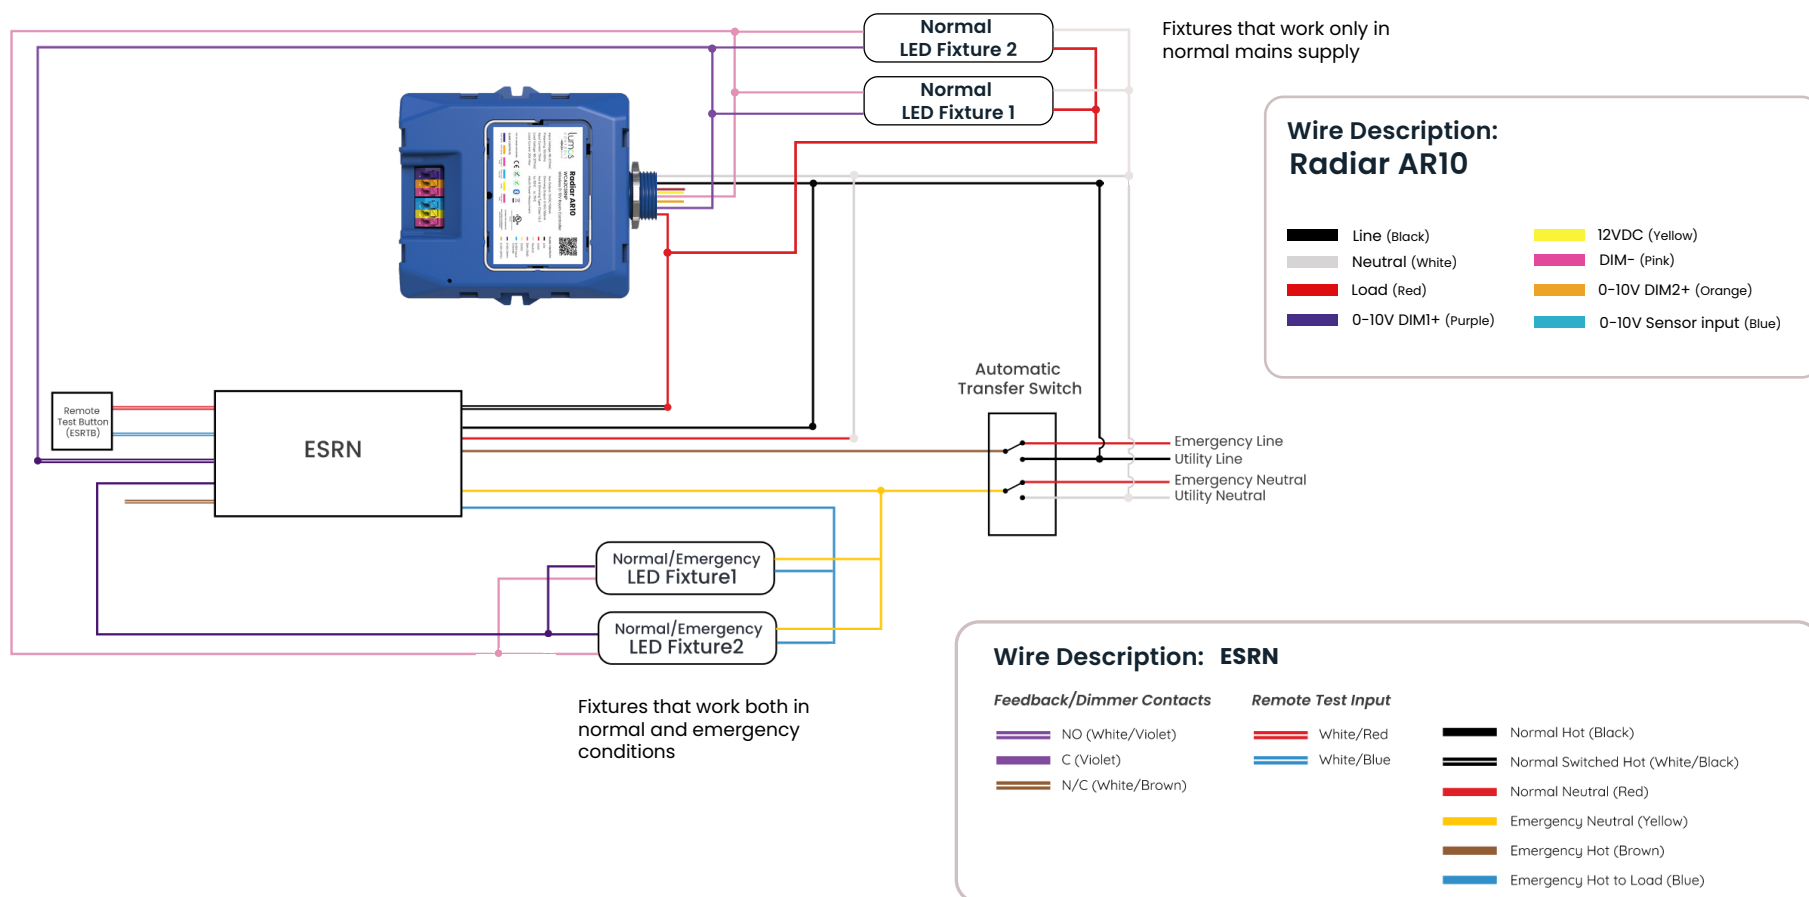 Normal
LED Fixture 2
Normal
LED Fixture 1
Fixtures that work only in
normal mains supply
Wire Description:
Radiar AR10
Line (Black)
Neutral (White)
Load (Red)
0-10V DIM1+ (Purple)
12VDC (Yellow)
DIM- (Pink)
0-10V DIM2+ (Orange)
0-10V Sensor input (Blue)
lumos
Radiar AR10
Automatic
Transfer Switch
Remote
Test Button
(ESRTB)
ESRN
Emergency Line
Utility Line
Emergency Neutral
Utility Neutral
Normal/Emergency
LED Fixture1
Normal/Emergency
LED Fixture2
Fixtures that work both in
normal and emergency
conditions
Wire Description: ESRN
Feedback/Dimmer Contacts
NO (White/Violet)
C (Violet)
N/C (White/Brown)
Remote Test Input
White/Red
White/Blue
Normal Hot (Black)
Normal Switched Hot (White/Black)
Normal Neutral (Red)
Emergency Neutral (Yellow)
Emergency Hot (Brown)
Emergency Hot to Load (Blue)